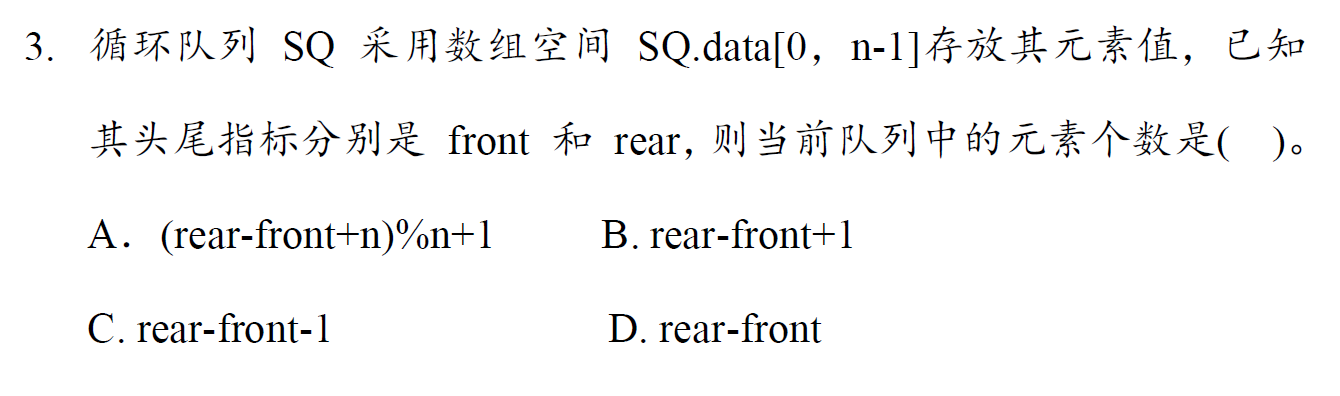 3. 循环队列 SQ 采用数组空间 SQ.data[0，n-1]存放其元素值，已知
其头尾指标分别是 front 和 rear，则当前队列中的元素个数是( )。
A．(rear-front+n)%n+1 B. rear-front+1
C. rear-front-1 D. rear-front